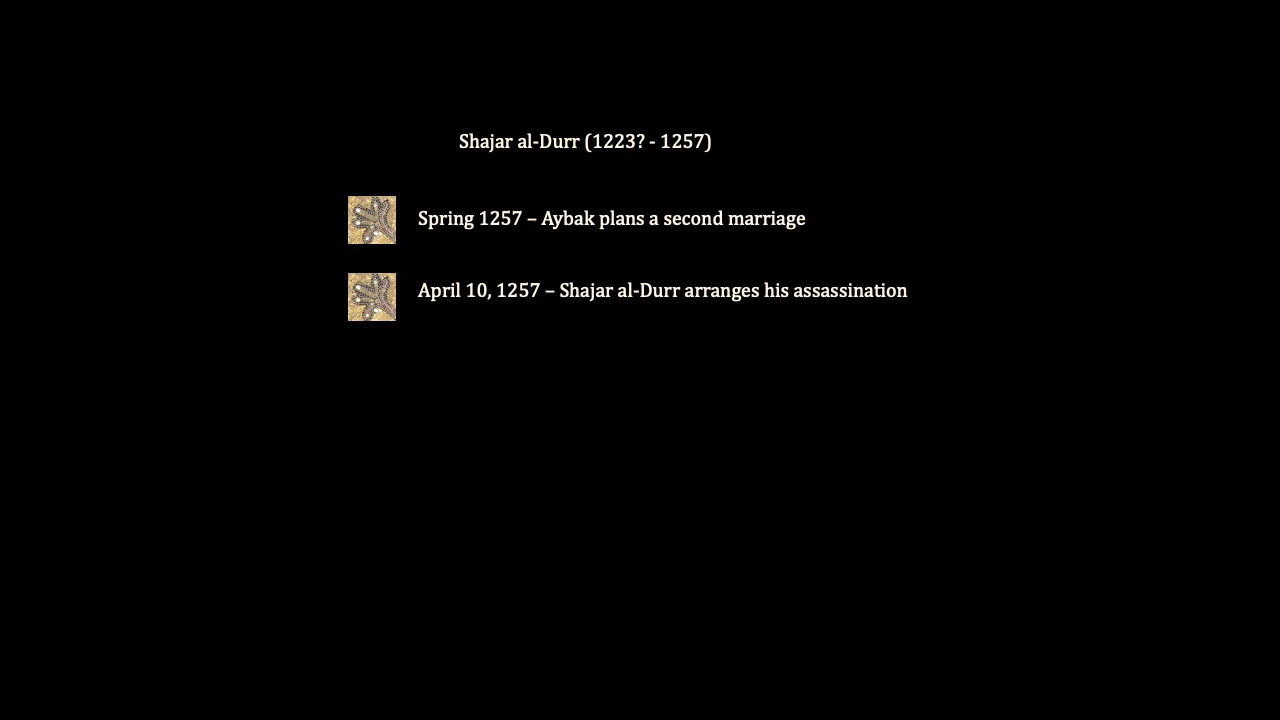 Shajar al-Durr (1223? - 1257)
Spring 1257 – Aybak plans a second marriage
April 10, 1257 – Shajar al-Durr arranges his assassination